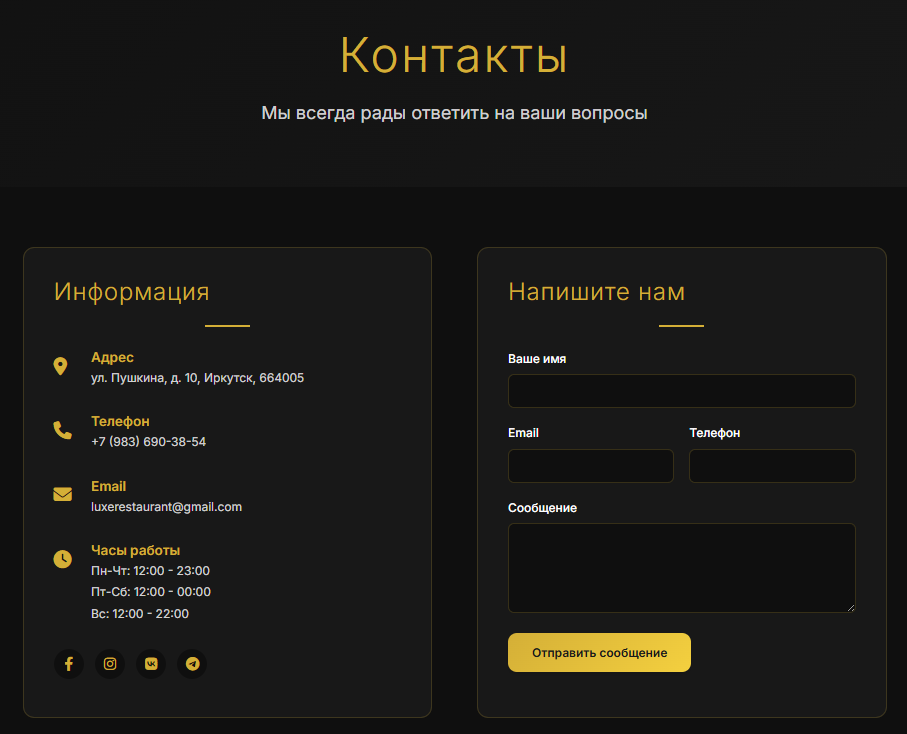 Контакты
Мы всегда рады ответить на ваши вопросы
Информация
Адрес
ул. Пушкина, д. 10, Иркутск, 664005
Телефон
+7 (983) 690-38-54
Email
luxerestaurant@gmail.com
Часы работы
Пн-Чт: 12:00 - 23:00
Пт-Сб: 12:00 - 00:00
Вс: 12:00 - 22:00
Напишите нам
Ваше имя
Email Телефон
Сообщение
Отправить сообщение